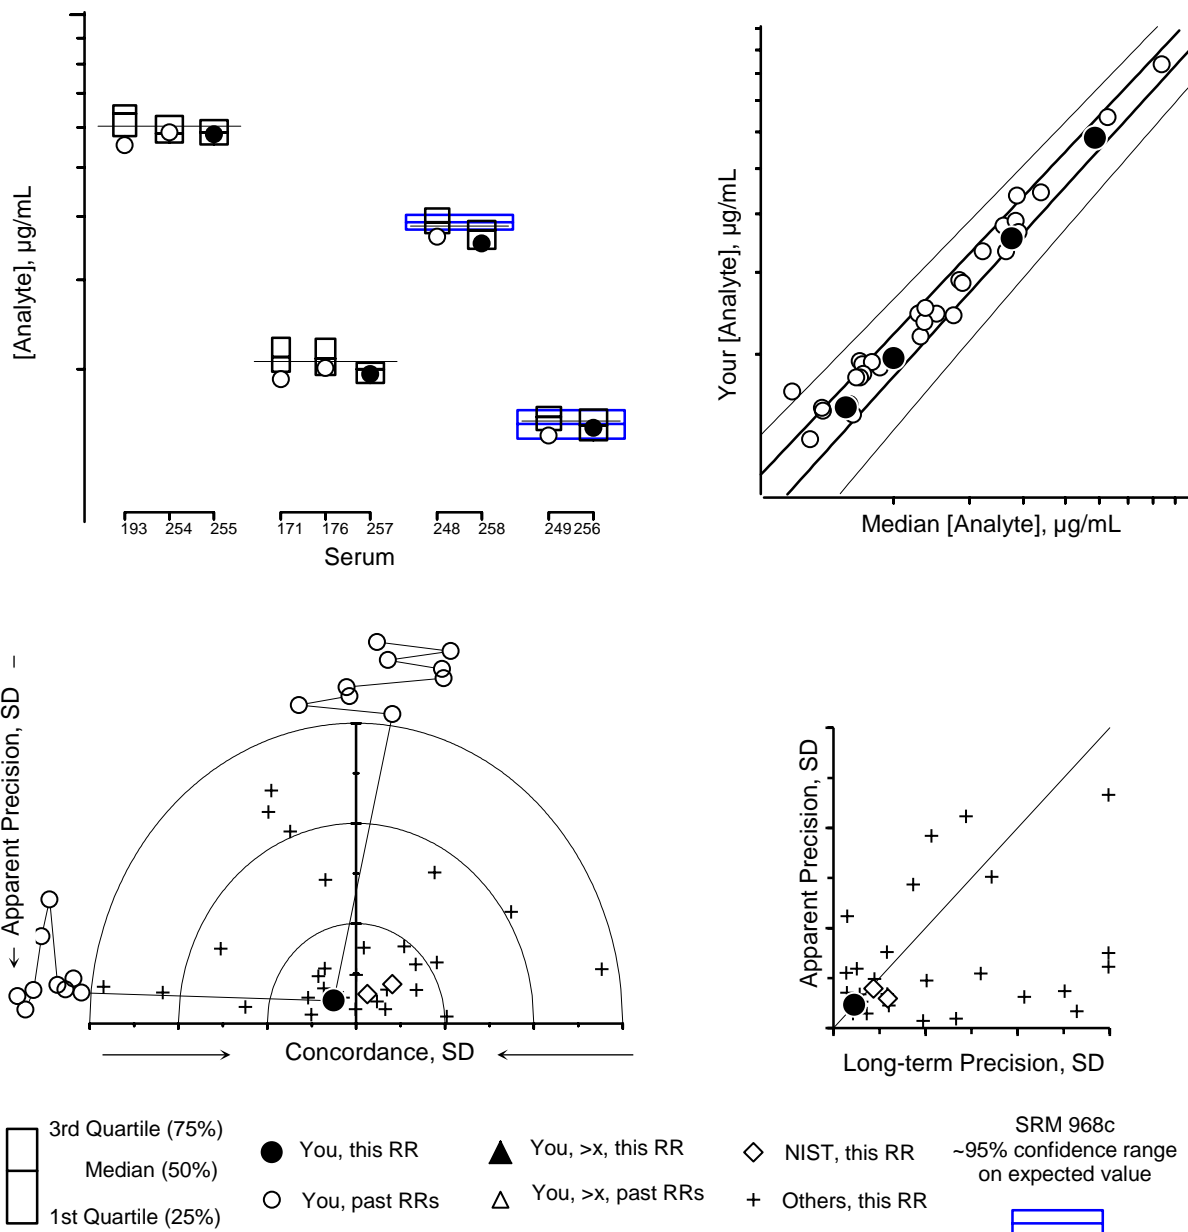 [Analyte], µg/mL
193 254 255 171 176 257 248 258 249 256
Serum
Your [Analyte], µg/mL
Median [Analyte], µg/mL
← Apparent Precision, SD –
Concordance, SD
Apparent Precision, SD
Long-term Precision, SD
3rd Quartile (75%)
Median (50%)
1st Quartile (25%)
You, this RR
You, past RRs
You, >x, this RR
You, >x, past RRs
NIST, this RR
Others, this RR
SRM 968c
~95% confidence range
on expected value